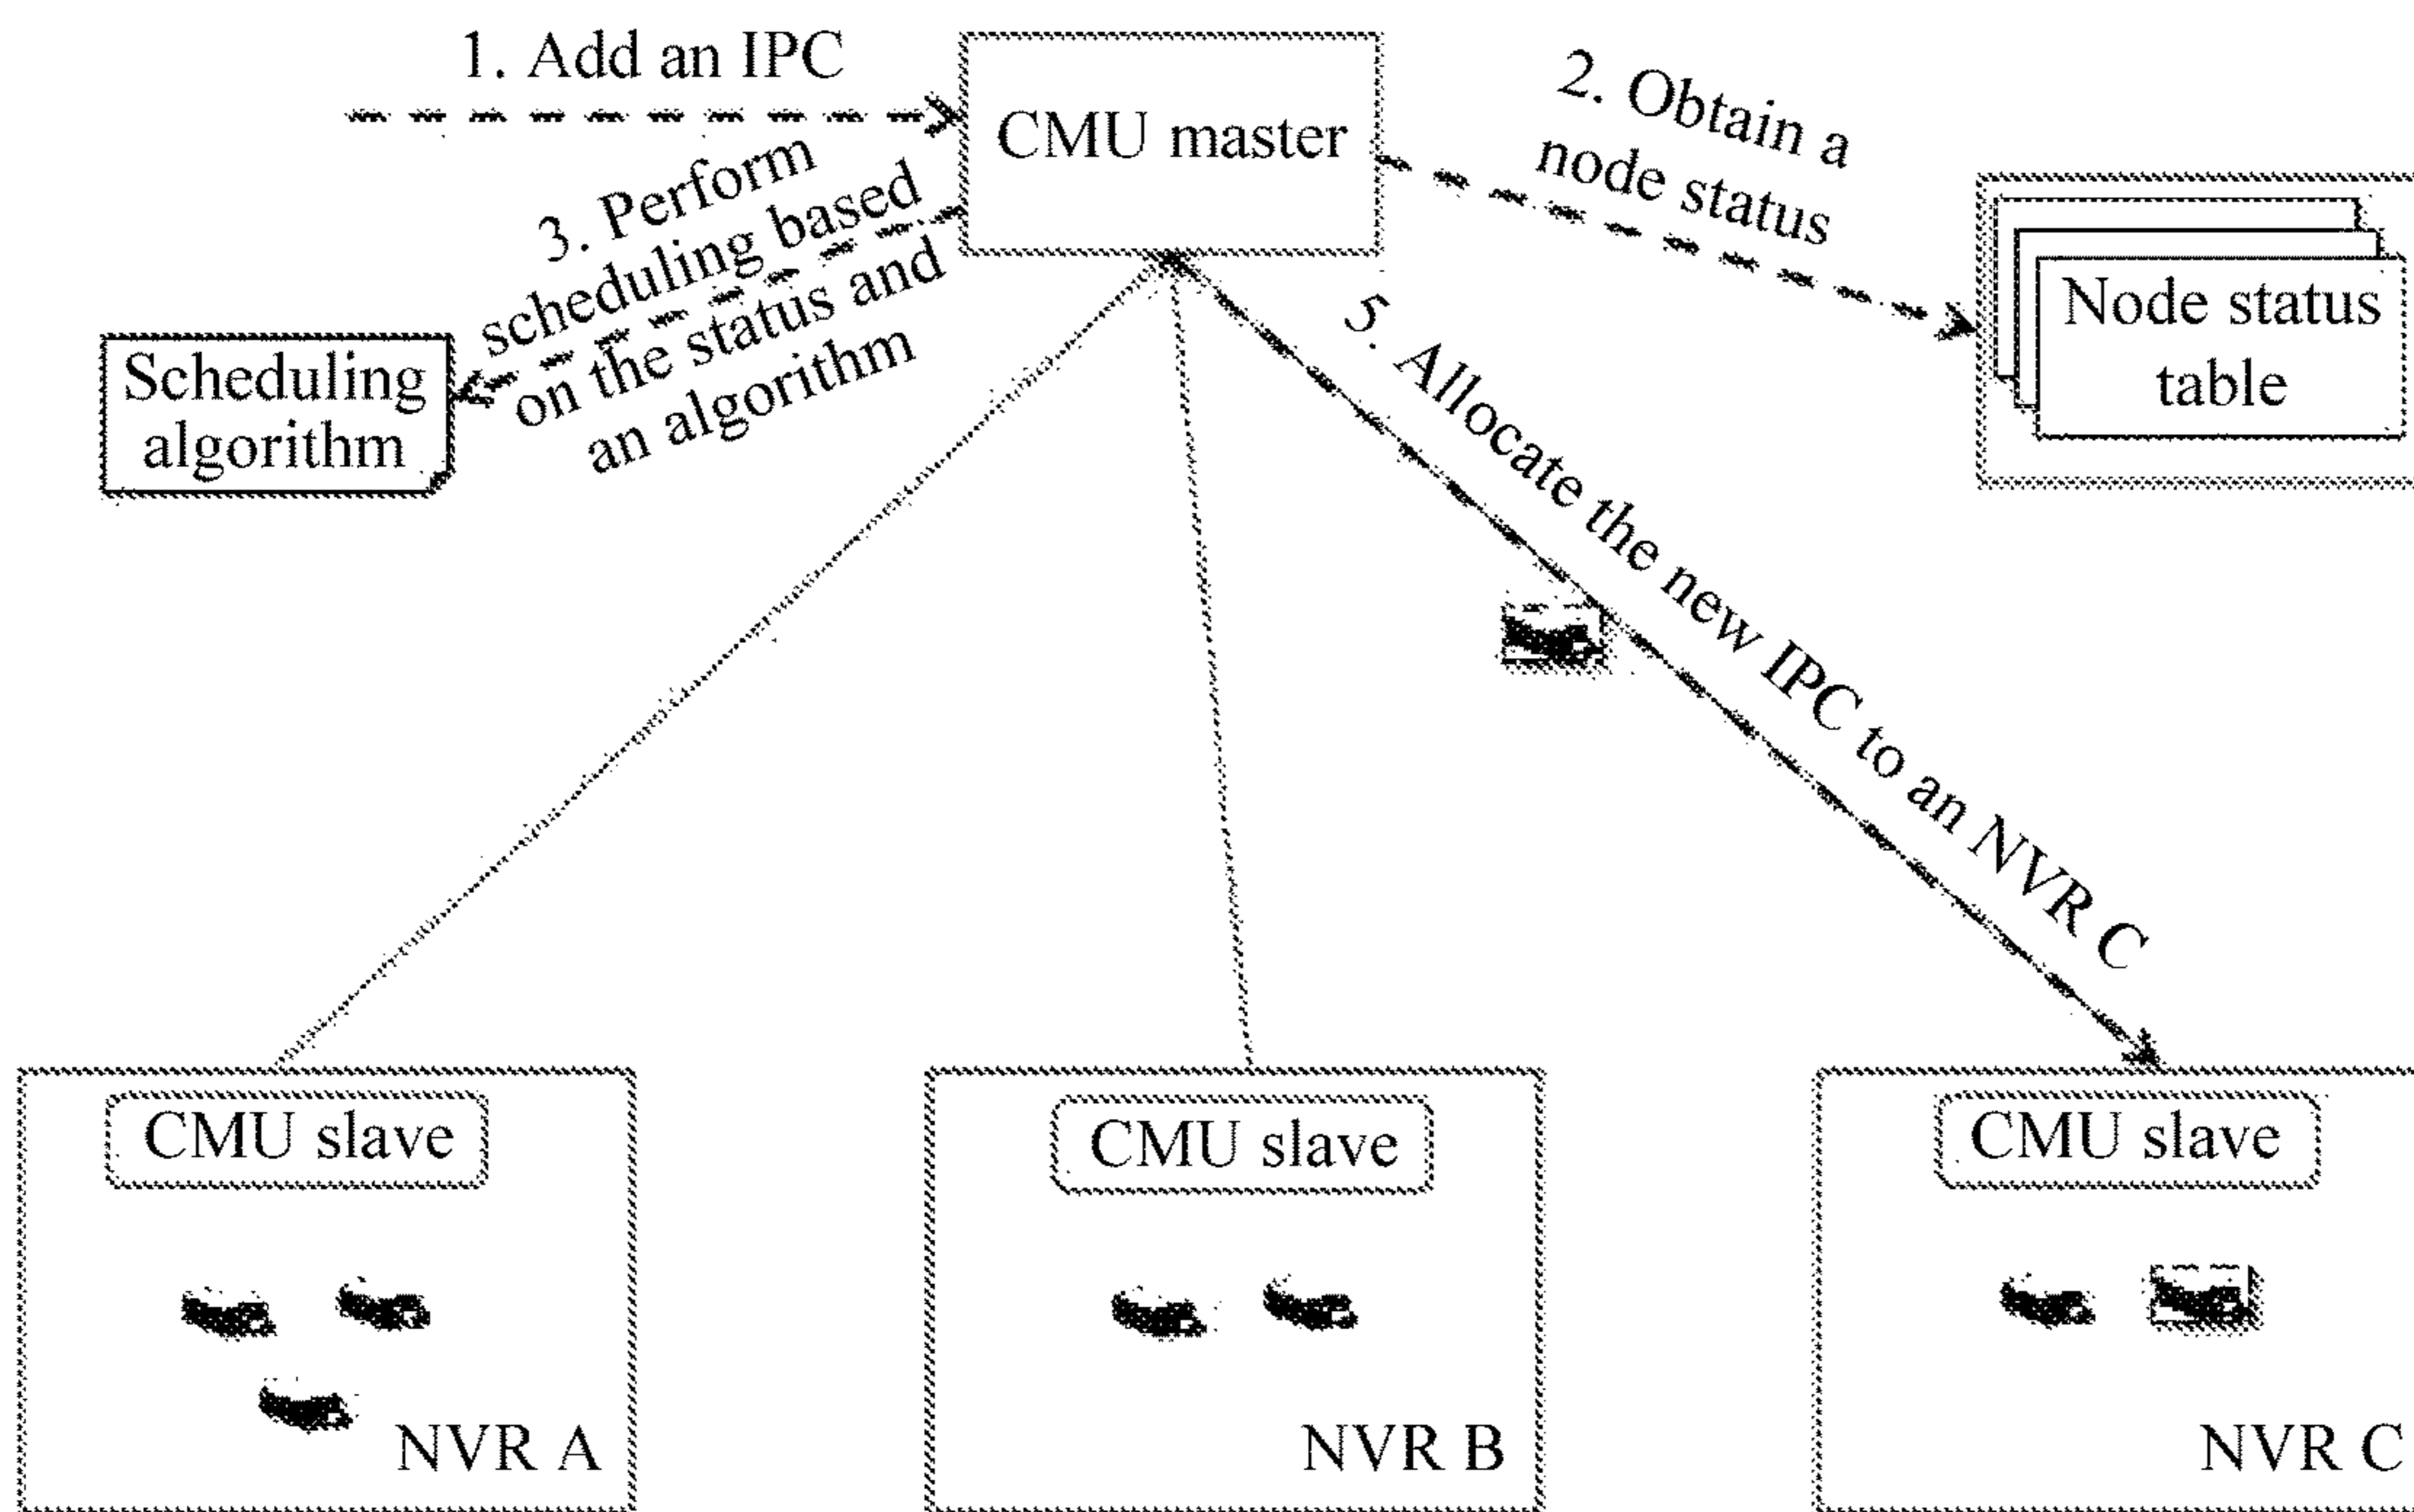 1. Add an IPC
CMU master
2. Obtain a
node status
3. Perform
scheduling based
on the status and
an algorithm
Node status
table
Scheduling
algorithm
5. Allocate the new IPC to an NVR C
CMU slave
CMU slave
CMU slave
NVR A
NVR B
NVR C